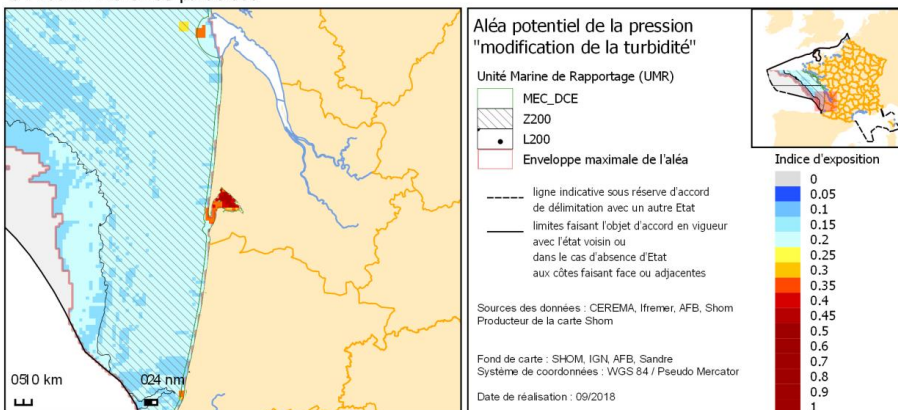 Aléa potentiel de la pression
"modification de la turbidité"
Unité Marine de Rapportage (UMR)
MEC_DCE
Z200
L200
Enveloppe maximale de l'aléa
ligne indicative sous réserve d'accord
de délimitation avec un autre Etat
limites faisant l'objet d'accord en vigueur
avec l'état voisin ou
dans le cas d'absence d'Etat
aux côtes faisant face ou adjacentes
Sources des données : CEREMA, Ifremer, AFB, Shom
Producteur de la carte Shom
Fond de carte : SHOM, IGN, AFB, Sandre
Système de coordonnées : WGS 84 / Pseudo Mercator
Date de réalisation : 09/2018
Indice d'exposition
0
0.05
0.1
0.15
0.2
0.25
0.3
0.35
0.4
0.45
0.5
0.6
0.7
0.8
0.9
1
0510 km
024 nm